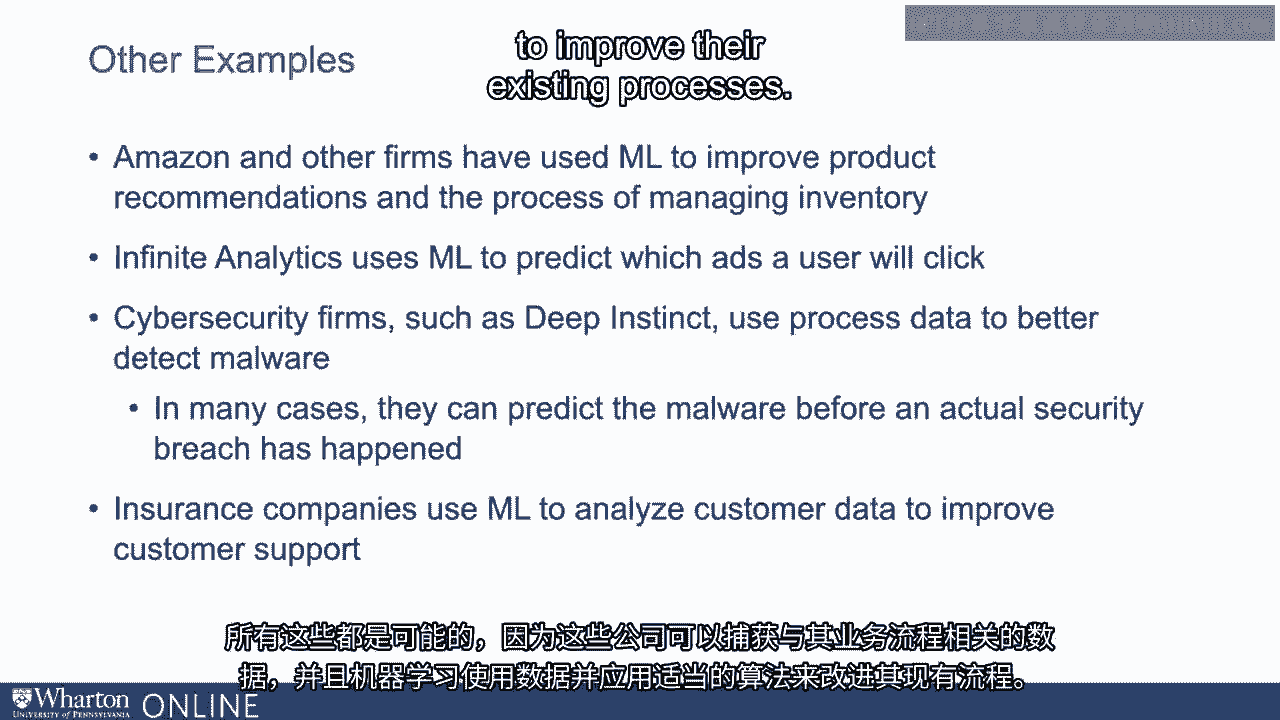 to improve their
existing processes.
Other Examples
• Amazon and other firms have used ML to improve product
recommendations and the process of managing inventory
• Infinite Analytics uses ML to predict which ads a user will click
• Cybersecurity firms, such as Deep Instinct, use process data to better
detect malware
• In many cases, they can predict the malware before an actual security
breach has happened
• Insurance companies use ML to analyze customer data to improve
customer support
所有这些都是可能的，因为这些公司可以捕获与其业务流程相关的数
据，并且机器学习使用数据并应用适当的算法来改进其现有流程。
Wharton ONLINE
UNIVERSITY of PENNSYLVANIA